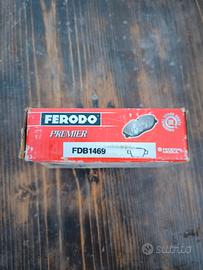 FERODO
PREMIER
FDB1469
subito